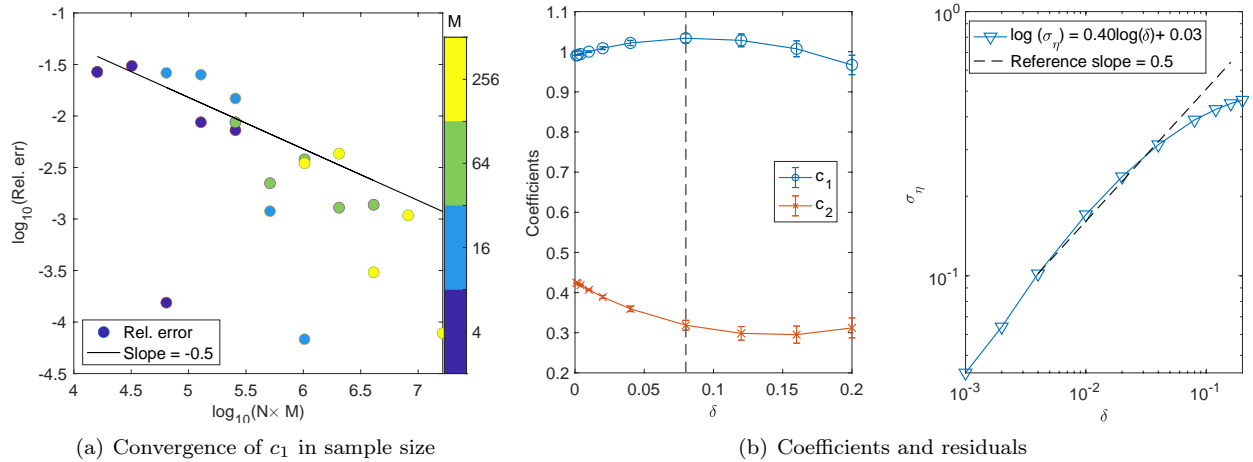 M
-1
-1.5
-2
-2.5
-3
-3.5
-4
-4.5
log10(Rel. err)
256
64
16
4
Rel. error
Slope = -0.5
4 4.5 5 5.5 6 6.5 7
log10(N× M)
(a) Convergence of c1 in sample size
1.1
1
0.9
0.8
0.7
0.6
0.5
0.4
0.3
0.2
Coefficients
c1
c2
0 0.05 0.1 0.15 0.2
δ
10^0
10^-1
σ_η
log (σ_η) = 0.40log(δ)+ 0.03
Reference slope = 0.5
10^-3 10^-2 10^-1
δ
(b) Coefficients and residuals